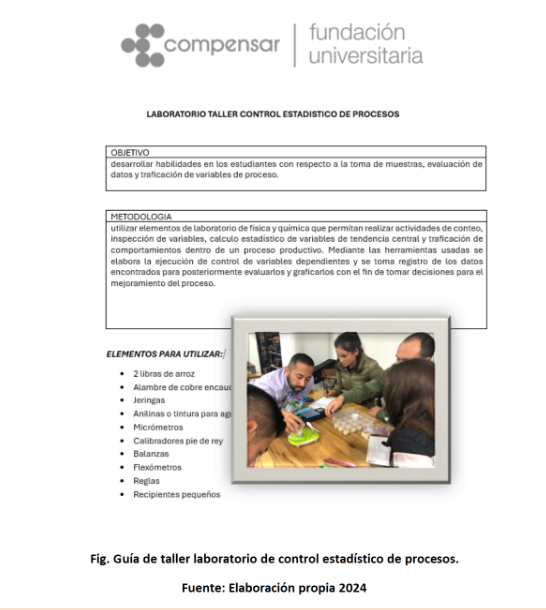 compensar
fundación
universitaria
LABORATORIO TALLER CONTROL ESTADISTICO DE PROCESOS
OBJETIVO
desarrollar habilidades en los estudiantes con respecto a la toma de muestras, evaluación de
datos y traficación de variables de proceso.
METODOLOGIA
utilizar elementos de laboratorio de física y química que permitan realizar actividades de conteo,
inspección de variables, calculo estadístico de variables de tendencia central y traficación de
comportamientos dentro de un proceso productivo. Mediante las herramientas usadas se
elabora la ejecución de control de variables dependientes y se toma registro de los datos
encontrados para posteriormente evaluarlos y graficarlos con el fin de tomar decisiones para el
mejoramiento del proceso.
ELEMENTOS PARA UTILIZAR:
• 2 libras de arroz
• Alambre de cobre
• Jeringas
• Anilinas o tintura para
• Micrómetros
• Calibradores pie de rey
• Balanzas
• Flexómetros
• Reglas
• Recipientes pequeños
Fig. Guía de taller laboratorio de control estadístico de procesos.
Fuente: Elaboración propia 2024